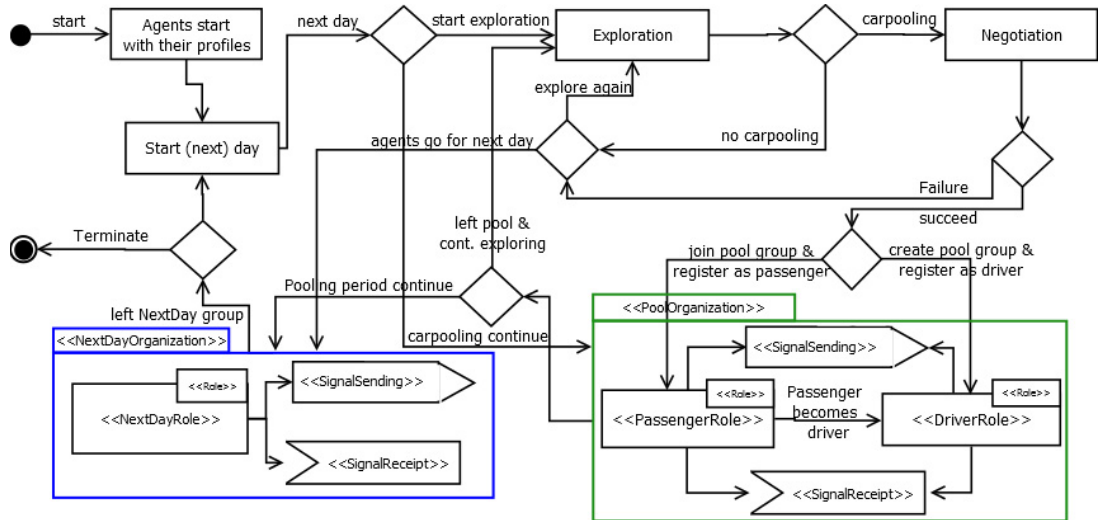 start
Agents start
with their profiles
next day
start exploration
Exploration
carpooling
Negotiation
explore again
Start (next) day
agents go for next day
no carpooling
Failure
succeed
Terminate
left pool &
cont. exploring
join pool group &
register as passenger
create pool group &
register as driver
Pooling period continue
left NextDay group
<<PoolOrganization>>
carpooling continue
<<NextDayOrganization>>
<<SignalSending>>
<<SignalSending>>
<<Role>>
<<NextDayRole>>
<<Role>>
<<PassengerRole>>
Passenger
becomes
driver
<<Role>>
<<DriverRole>>
<<SignalReceipt>>
<<SignalReceipt>>